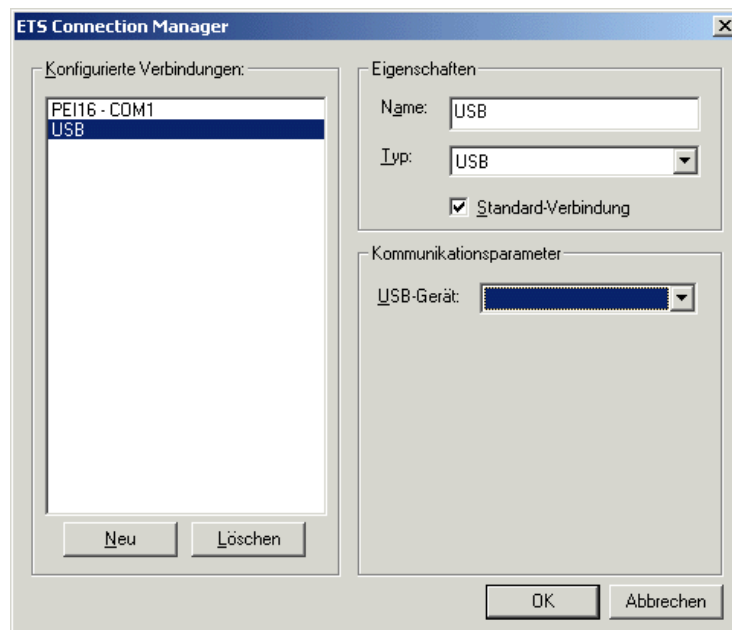 ETS Connection Manager
Konfigurierte Verbindungen:
PEI16 - COM1
USB
Neu
Löschen
Eigenschaften
Name: USB
Typ: USB
Standard-Verbindung
Kommunikationsparameter
USB-Gerät:
OK
Abbrechen